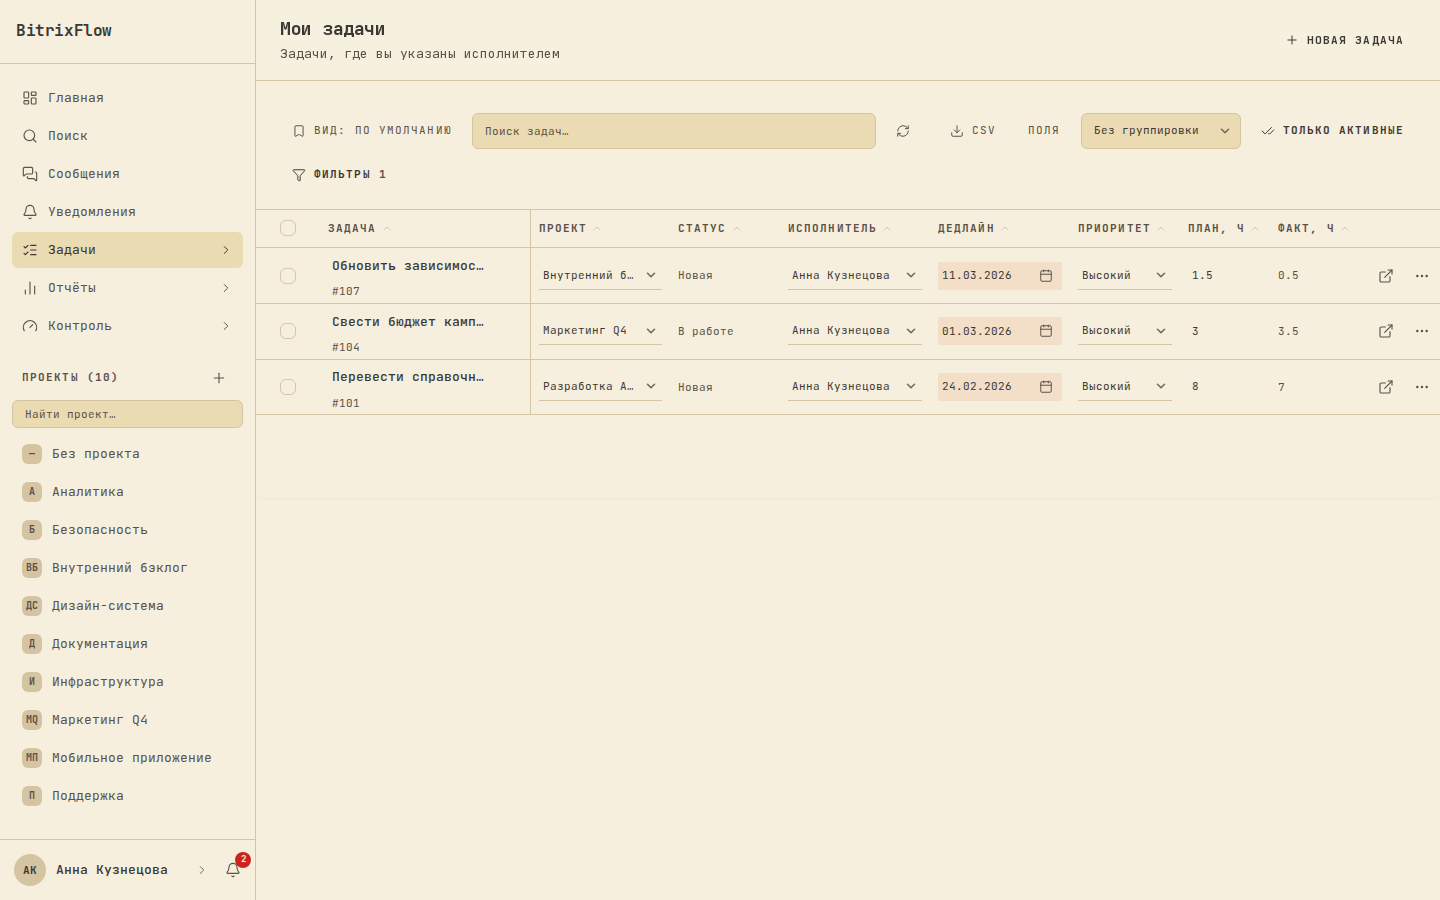 BitrixFlow
Главная
Поиск
Сообщения
Уведомления
Задачи
Отчёты
Контроль
ПРОЕКТЫ (10)
Найти проект…
— Без проекта
А Аналитика
Б Безопасность
ВБ Внутренний бэклог
ДС Дизайн-система
Д Документация
И Инфраструктура
MQ Маркетинг Q4
МП Мобильное приложение
П Поддержка
АК Анна Кузнецова 2
Мои задачи
Задачи, где вы указаны исполнителем
НОВАЯ ЗАДАЧА
ВИД: ПО УМОЛЧАНИЮ Поиск задач… CSV ПОЛЯ Без группировки ТОЛЬКО АКТИВНЫЕ
ФИЛЬТРЫ 1
ЗАДАЧА ПРОЕКТ СТАТУС ИСПОЛНИТЕЛЬ ДЕДЛАЙН ПРИОРИТЕТ ПЛАН, Ч ФАКТ, Ч
Обновить зависимос… Внутренний б… Новая Анна Кузнецова 11.03.2026 Высокий 1.5 0.5
#107
Свести бюджет камп… Маркетинг Q4 В работе Анна Кузнецова 01.03.2026 Высокий 3 3.5
#104
Перевести справочн… Разработка A… Новая Анна Кузнецова 24.02.2026 Высокий 8 7
#101